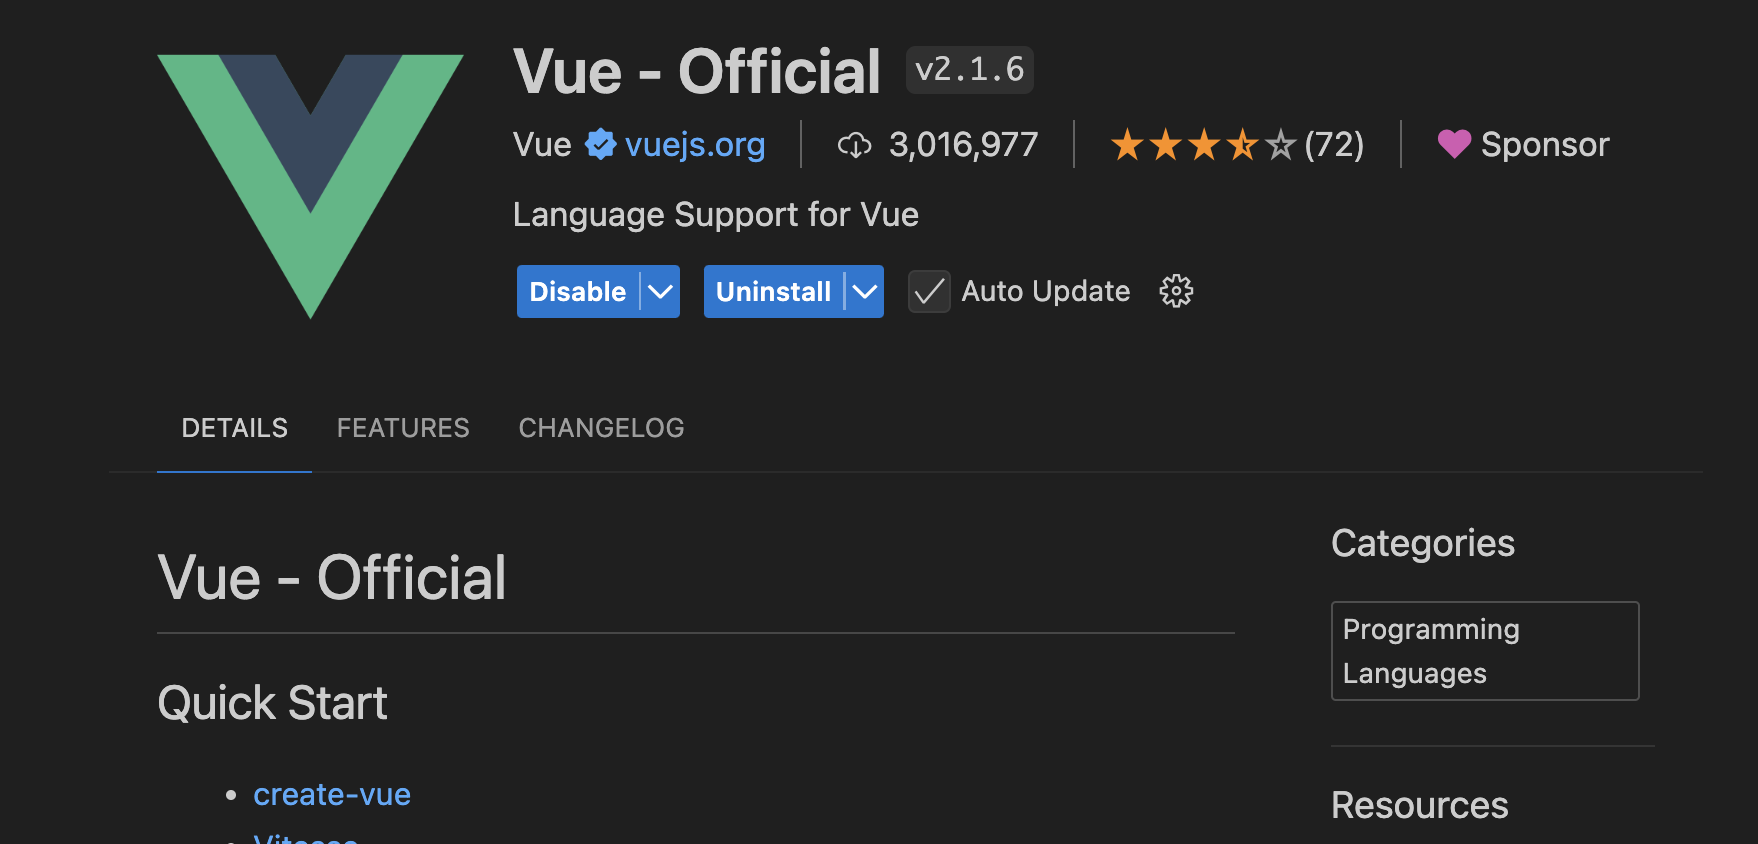 Vue - Official v2.1.6
Vue vuejs.org 3,016,977 (72) Sponsor
Language Support for Vue
Disable Uninstall Auto Update
DETAILS FEATURES CHANGELOG
Vue - Official
Quick Start
create-vue
Categories
Programming
Languages
Resources